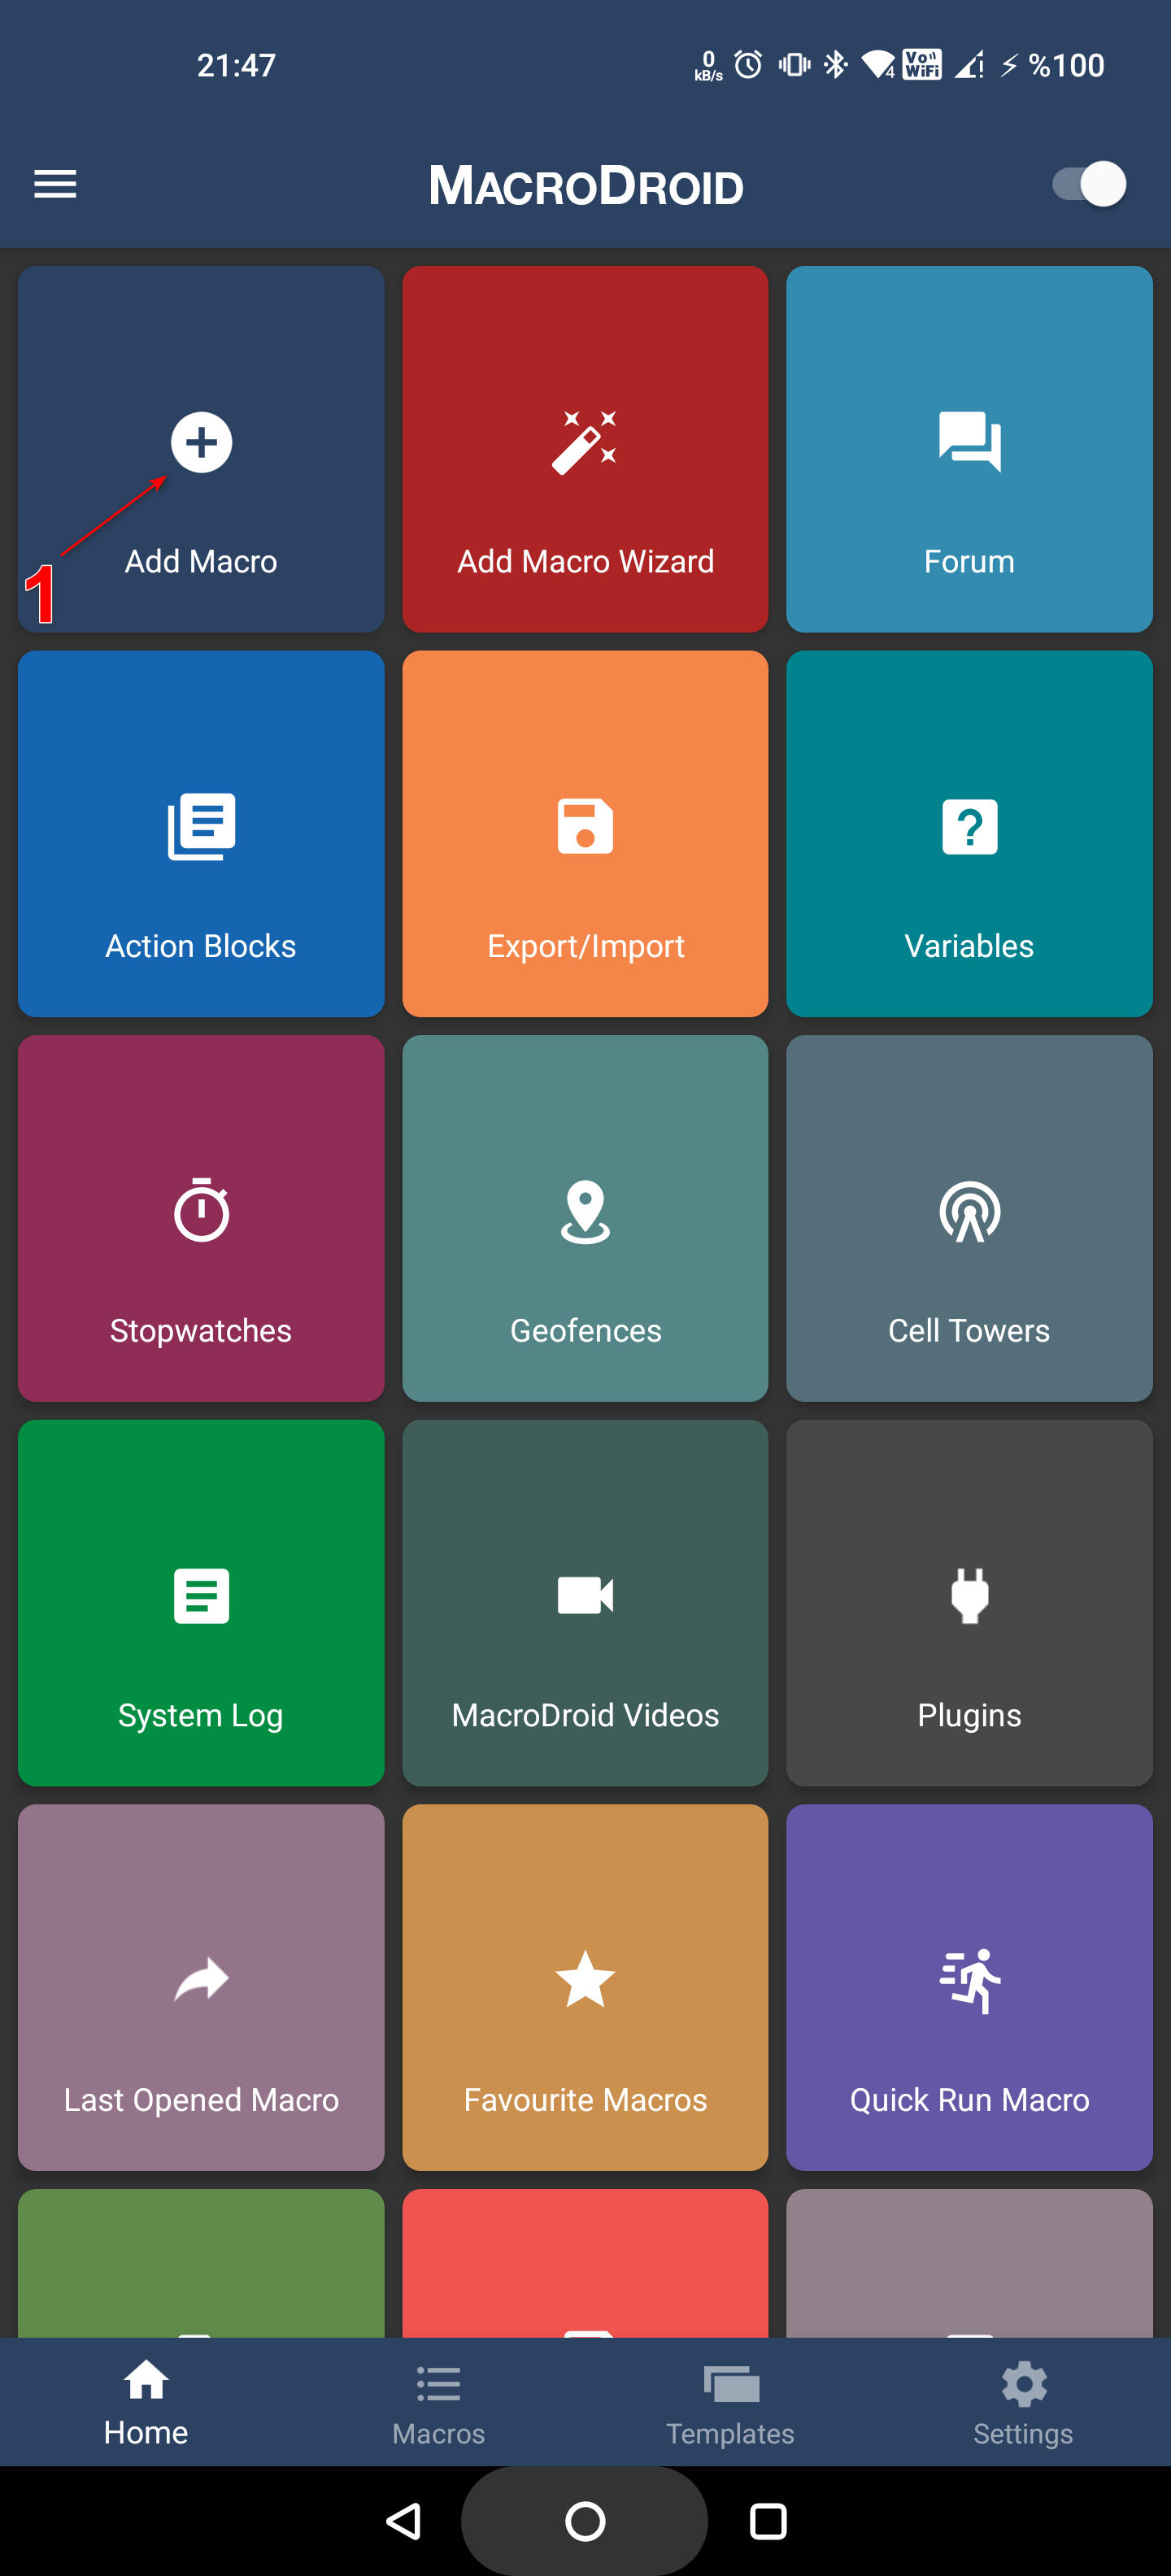 21:47
0
kB/s
4
Vo))
WiFi
%100
MACRODROID
Add Macro
Add Macro Wizard
Forum
1
Action Blocks
Export/Import
Variables
Stopwatches
Geofences
Cell Towers
System Log
MacroDroid Videos
Plugins
Last Opened Macro
Favourite Macros
Quick Run Macro
Home
Macros
Templates
Settings